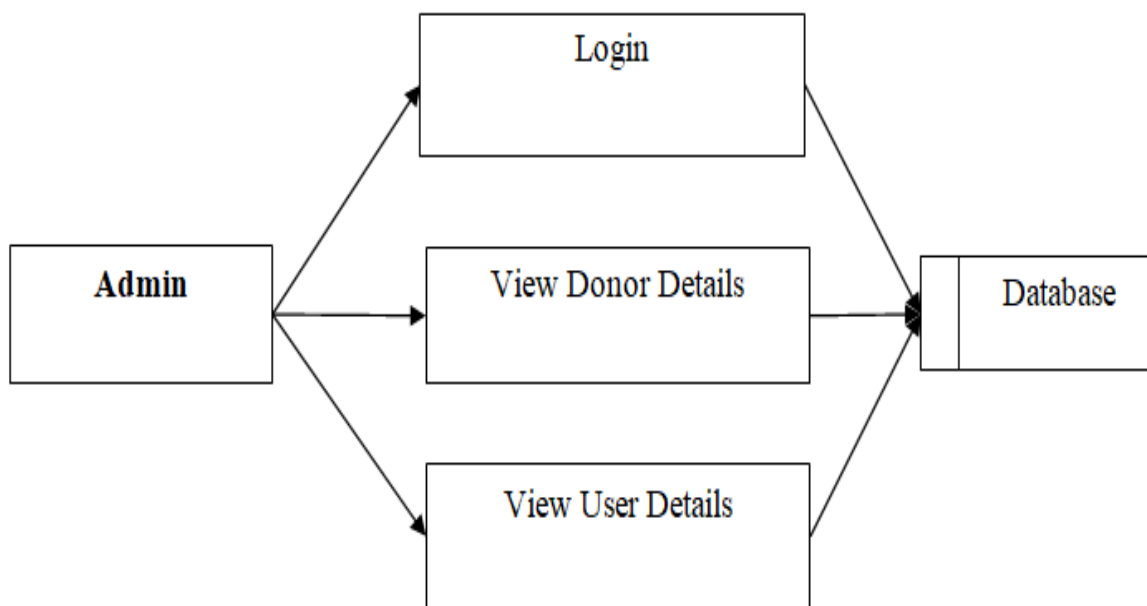 Login
Admin
View Donor Details
Database
View User Details